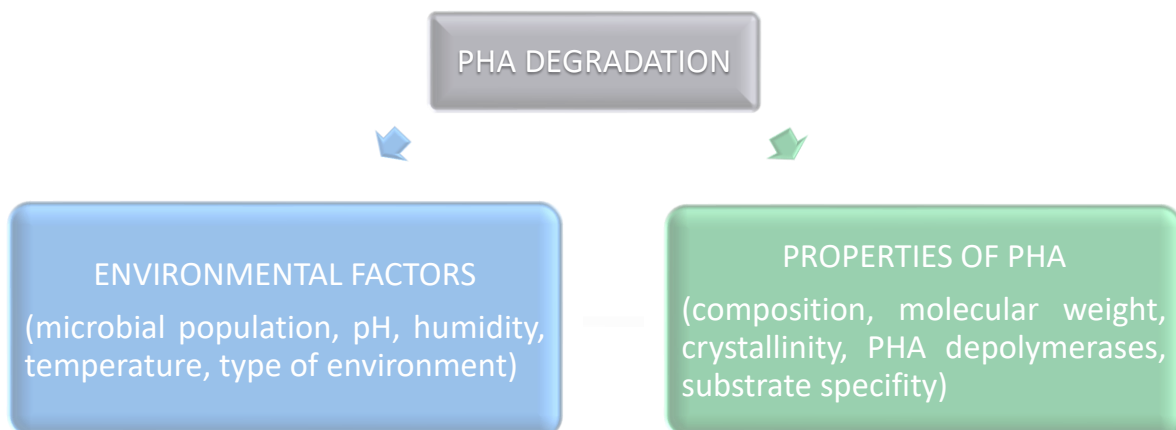 PHA DEGRADATION
ENVIRONMENTAL FACTORS
(microbial population, pH, humidity,
temperature, type of environment)
PROPERTIES OF PHA
(composition, molecular weight,
crystallinity, PHA depolymerases,
substrate specifity)